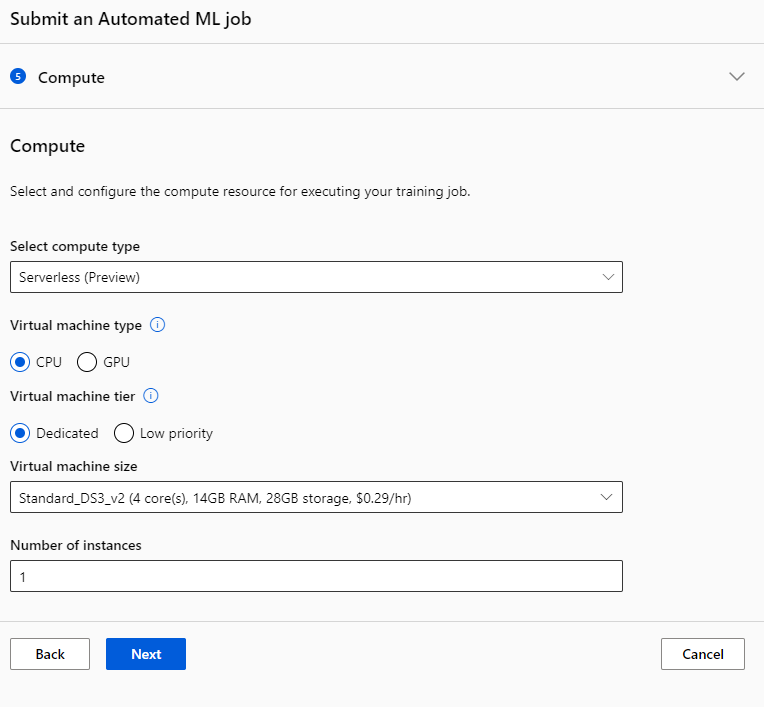 Submit an Automated ML job
5 Compute
Compute
Select and configure the compute resource for executing your training job.
Select compute type
Serverless (Preview)
Virtual machine type
CPU GPU
Virtual machine tier
Dedicated Low priority
Virtual machine size
Standard_DS3_v2 (4 core(s), 14GB RAM, 28GB storage, $0.29/hr)
Number of instances
1
Back Next Cancel